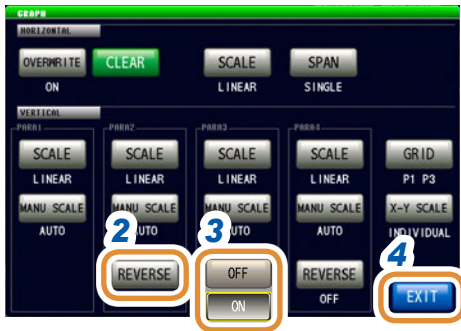 GRAPH
HORIZONTAL
OVERWRITE CLEAR SCALE SPAN
ON LINEAR SINGLE
VERTICAL
PARA1 PARA2 PARA3 PARA4
SCALE SCALE SCALE SCALE GRID
LINEAR LINEAR LINEAR LINEAR P1 P3
MANU SCALE MANU SCALE MANU SCALE MANU SCALE X-Y SCALE
AUTO 2 UTO 3 UTO AUTO INDIVIDUAL
4
REVERSE OFF REVERSE
ON OFF EXIT